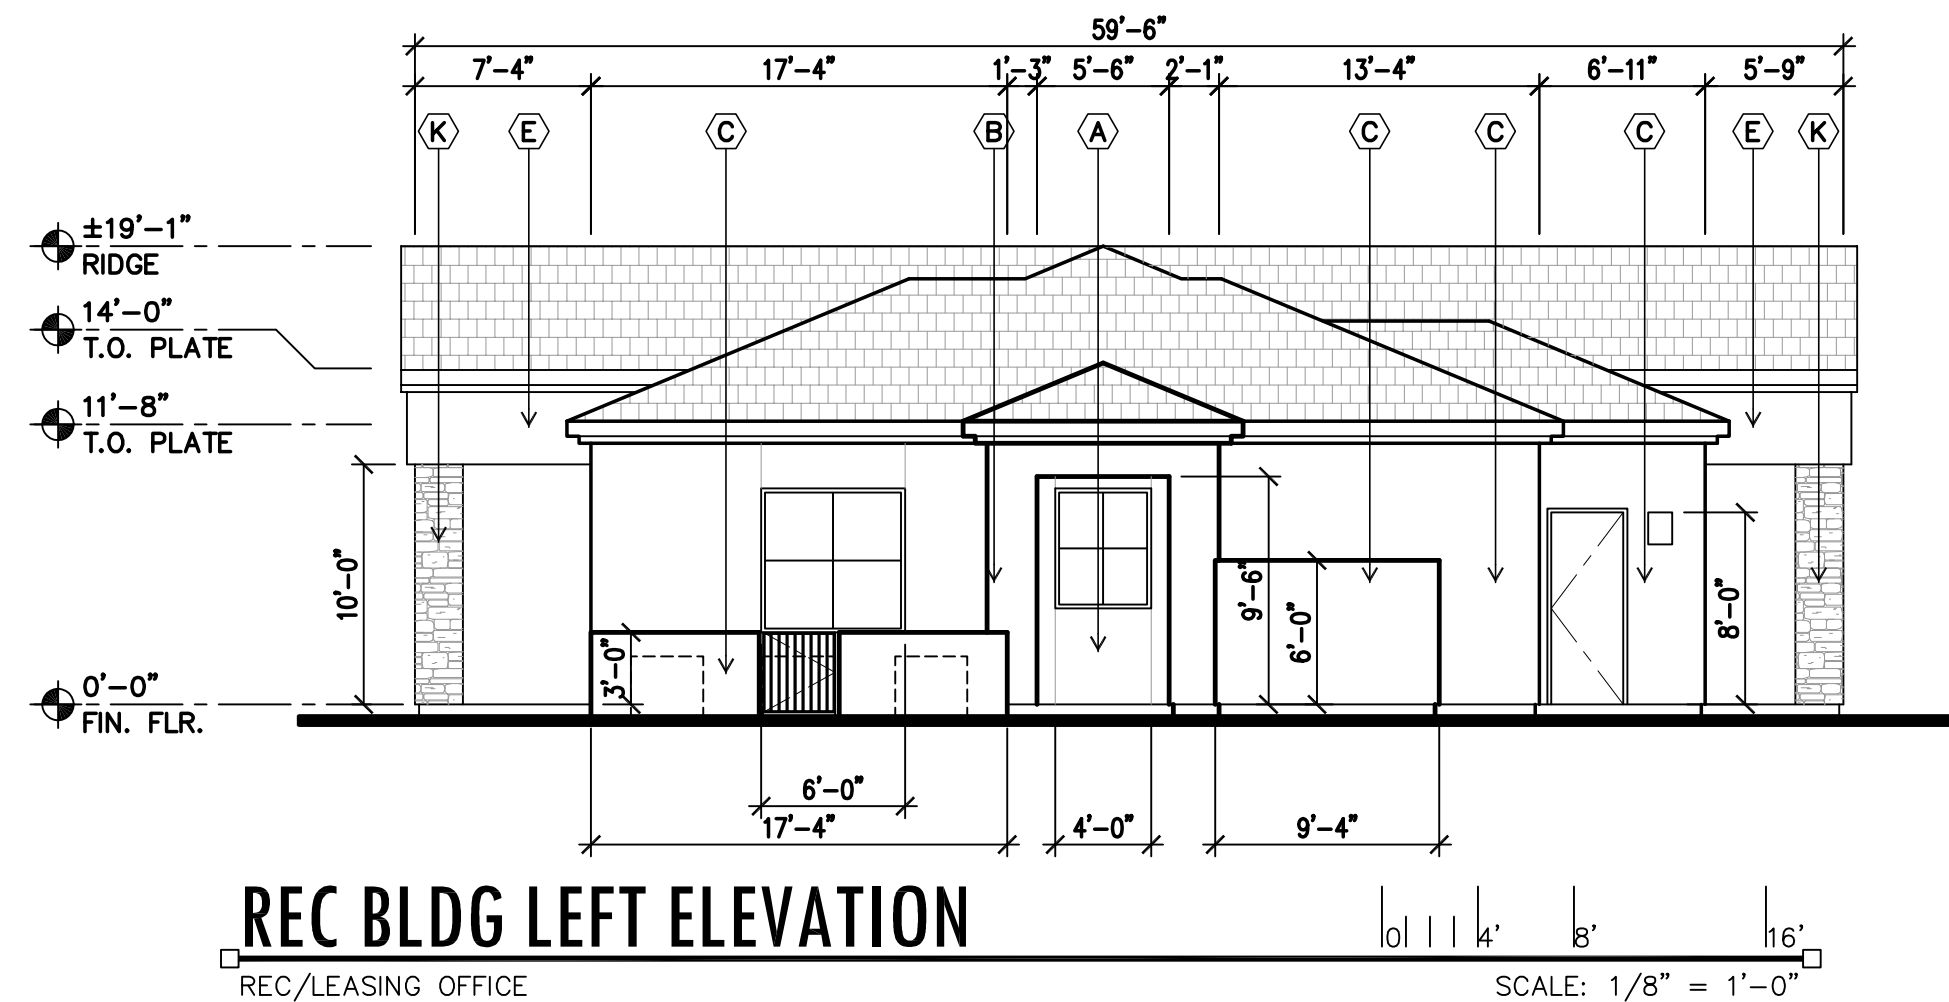 59'-6"
7'-4" 17'-4" 1'-3" 5'-6" 2'-1" 13'-4" 6'-11" 5'-9"
K E C B A C C C E K
±19'-1"
RIDGE
14'-0"
T.O. PLATE
11'-8"
T.O. PLATE
10'-0"
9'-6"
6'-0"
8'-0"
3'-0"
0'-0"
FIN. FLR.
6'-0"
17'-4" 4'-0" 9'-4"
REC BLDG LEFT ELEVATION
0 4' 8' 16'
REC/LEASING OFFICE
SCALE: 1/8" = 1'-0"